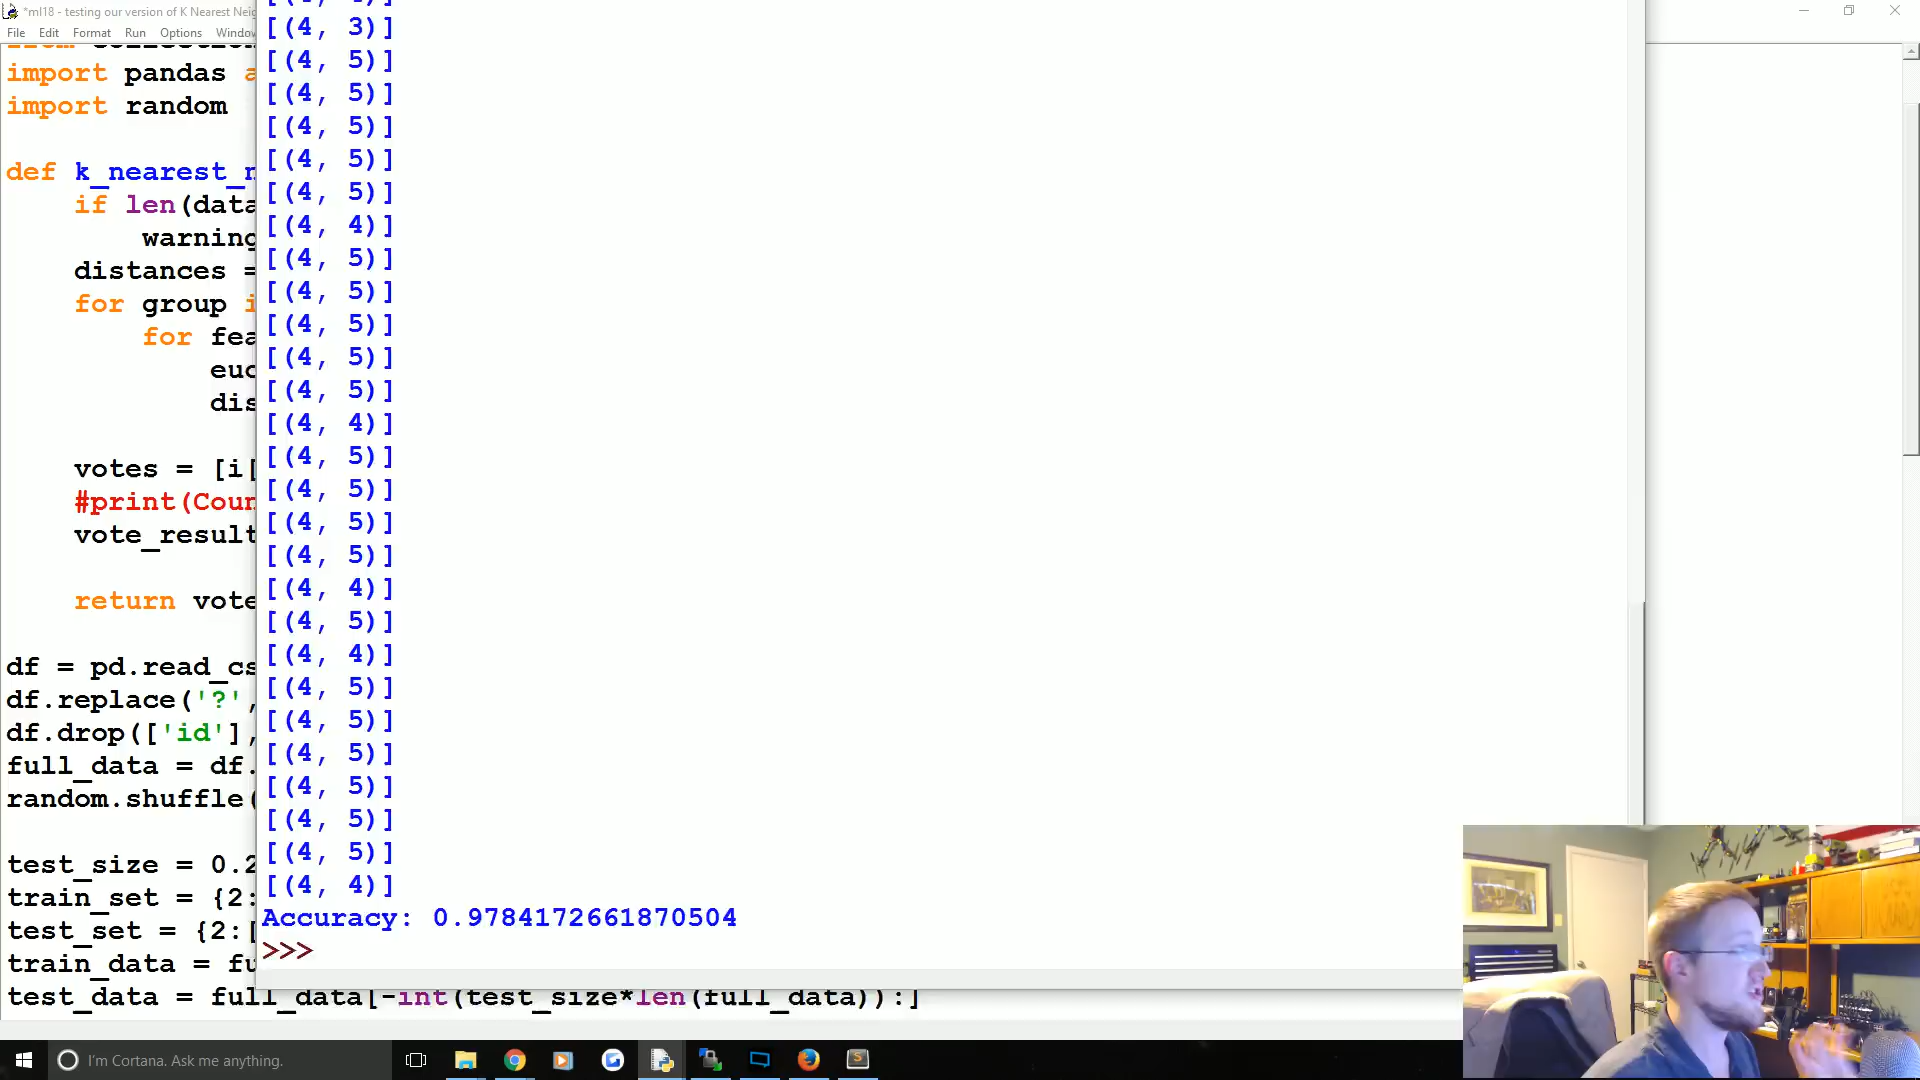 *ml18 - testing our version of K Nearest Nei
File Edit Format Run Options Window
import pandas a
import random
def k_nearest_n
if len(data
warning
distances =
for group i
for fea
euc
dis
votes = [i[
#print(Coun
vote_result
return vote
df = pd.read_cs
df.replace('?',
df.drop(['id'],
full_data = df.
random.shuffle(
test_size = 0.2
train_set = {2:
test_set = {2:[
train_data = fu
test_data = full_data[-int(test_size*len(full_data)):]
[(4, 3)]
[(4, 5)]
[(4, 5)]
[(4, 5)]
[(4, 5)]
[(4, 5)]
[(4, 4)]
[(4, 5)]
[(4, 5)]
[(4, 5)]
[(4, 5)]
[(4, 5)]
[(4, 4)]
[(4, 5)]
[(4, 5)]
[(4, 5)]
[(4, 5)]
[(4, 4)]
[(4, 5)]
[(4, 4)]
[(4, 5)]
[(4, 5)]
[(4, 5)]
[(4, 5)]
[(4, 5)]
[(4, 5)]
[(4, 4)]
Accuracy: 0.9784172661870504
>>>
I'm Cortana. Ask me anything.